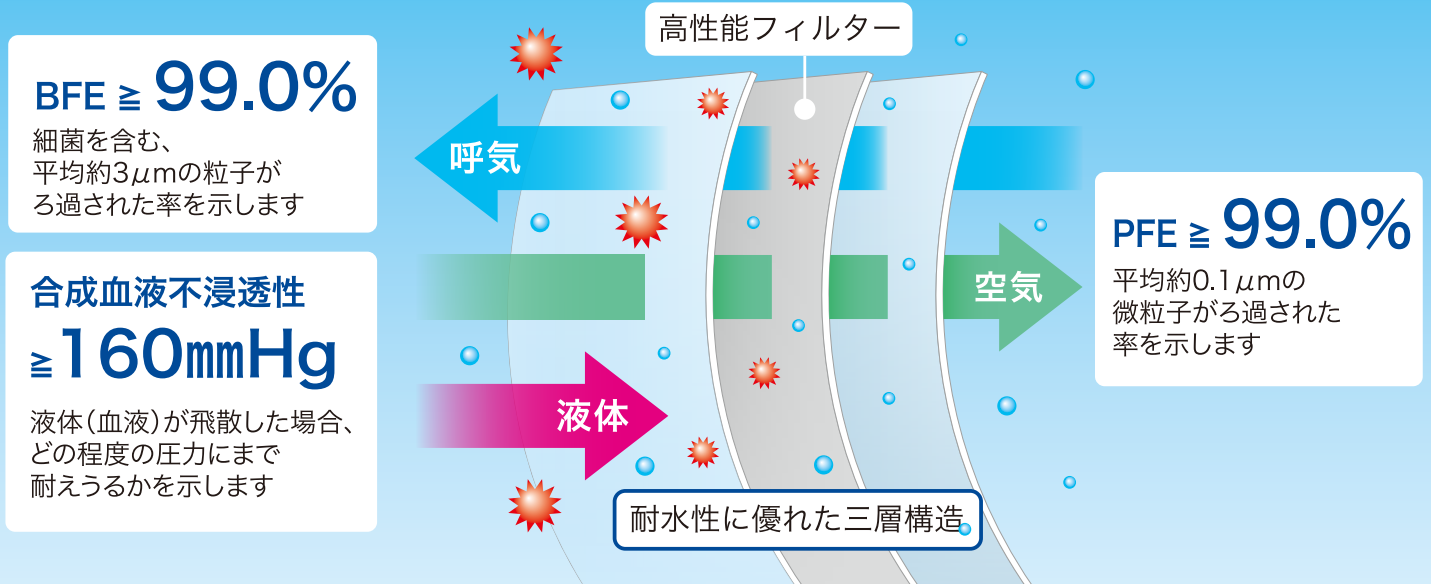 高性能フィルター
BFE ≧ 99.0%
細菌を含む、
平均約3μmの粒子が
ろ過された率を示します
呼気
PFE ≧ 99.0%
平均約0.1μmの
微粒子がろ過された
率を示します
合成血液不浸透性
≧160mmHg
液体(血液)が飛散した場合、
どの程度の圧力にまで
耐えうるかを示します
空気
液体
耐水性に優れた三層構造